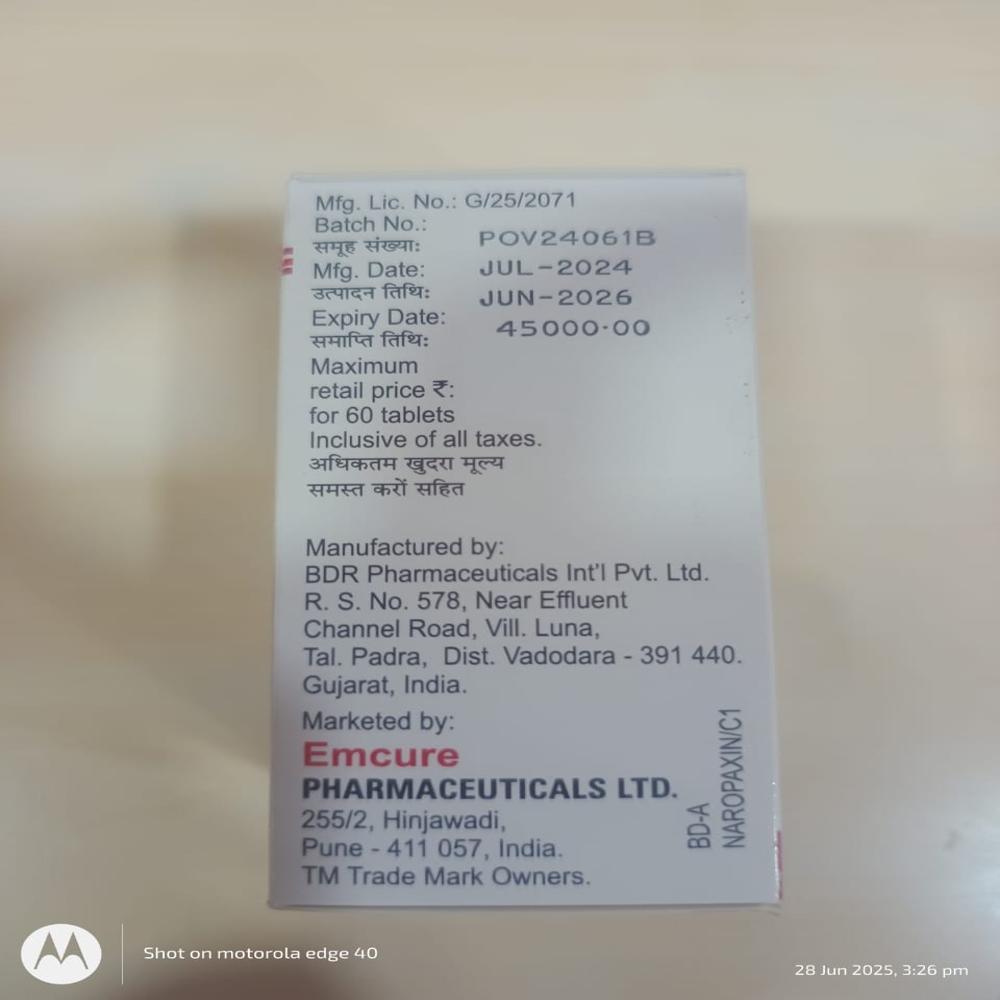 Mfg. Lic. No.: G/25/2071
Batch No.:
समूह संख्या: POV24061B
Mfg. Date: JUL-2024
उत्पादन तिथि: JUN-2026
Expiry Date: 45000.00
समाप्ति तिथि:
Maximum
retail price ₹:
for 60 tablets
Inclusive of all taxes.
अधिकतम खुदरा मूल्य
समस्त करों सहित
Manufactured by:
BDR Pharmaceuticals Int'l Pvt. Ltd.
R. S. No. 578, Near Effluent
Channel Road, Vill. Luna,
Tal. Padra, Dist. Vadodara - 391 440.
Gujarat, India.
Marketed by:
Emcure
PHARMACEUTICALS LTD.
255/2, Hinjawadi,
Pune - 411 057, India.
TM Trade Mark Owners.
BD-A
NAROPAXIN/C1
Shot on motorola edge 40
28 Jun 2025, 3:26 pm